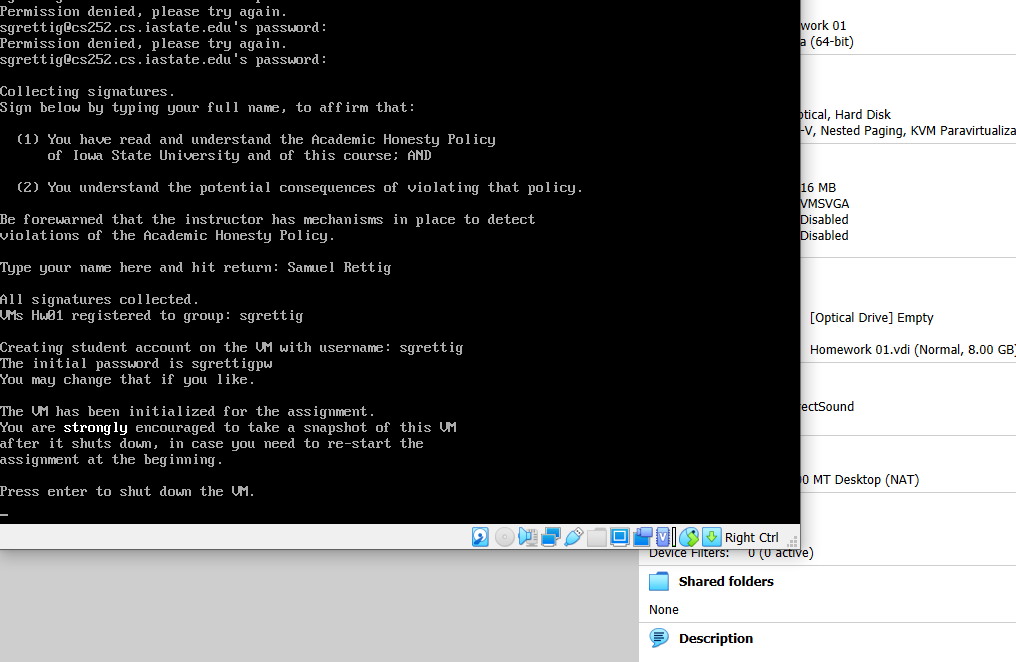 Permission denied, please try again.
sgrettig@cs252.cs.iastate.edu's password:
Permission denied, please try again.
sgrettig@cs252.cs.iastate.edu's password:
Collecting signatures.
Sign below by typing your full name, to affirm that:
(1) You have read and understand the Academic Honesty Policy
of Iowa State University and of this course; AND
(2) You understand the potential consequences of violating that policy.
Be forewarned that the instructor has mechanisms in place to detect
violations of the Academic Honesty Policy.
Type your name here and hit return: Samuel Rettig
All signatures collected.
VMs Hw01 registered to group: sgrettig
Creating student account on the VM with username: sgrettig
The initial password is sgrettigpw
You may change that if you like.
The VM has been initialized for the assignment.
You are strongly encouraged to take a snapshot of this VM
after it shuts down, in case you need to re-start the
assignment at the beginning.
Press enter to shut down the VM.
_
Right Ctrl
work 01
a (64-bit)
ptical, Hard Disk
-V, Nested Paging, KVM Paravirtualiza
16 MB
VMSVGA
Disabled
Disabled
[Optical Drive] Empty
Homework 01.vdi (Normal, 8.00 GB)
rectSound
00 MT Desktop (NAT)
Device Filters: 0 (0 active)
Shared folders
None
Description